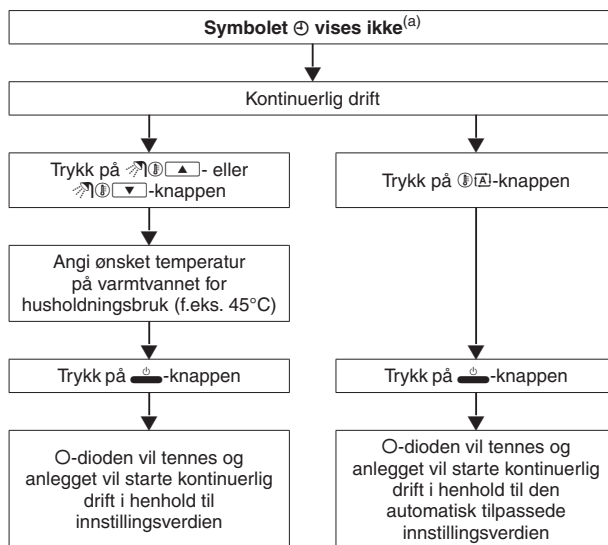 Symbolet ⏲ vises ikke(a)
Kontinuerlig drift
Trykk på ▲ - eller
▼ -knappen
Angi ønsket temperatur
på varmtvannet for
husholdningsbruk (f.eks. 45°C)
Trykk på -knappen
O-dioden vil tennes og
anlegget vil starte kontinuerlig
drift i henhold til
innstillingsverdien
Trykk på A-knappen
Trykk på -knappen
O-dioden vil tennes og
anlegget vil starte kontinuerlig
drift i henhold til den
automatisk tilpassede
innstillingsverdien